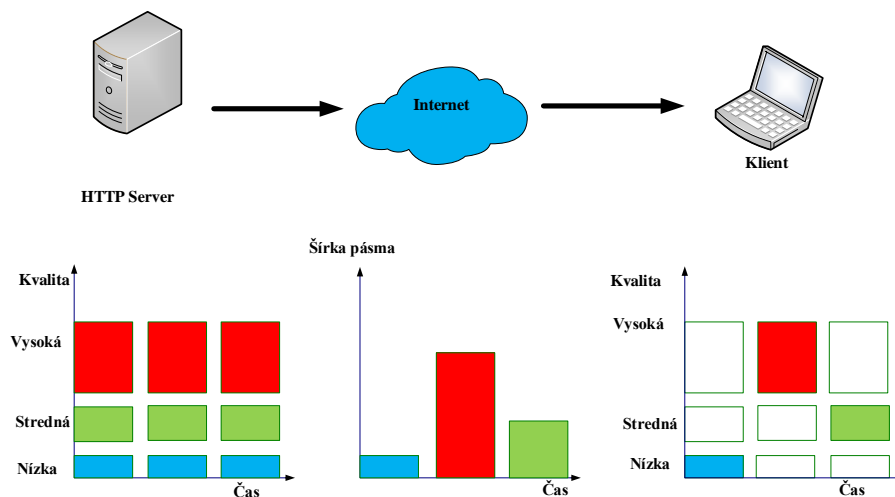 Internet
Klient
HTTP Server
Kvalita
Vysoká
Stredná
Nízka
Čas
Šírka pásma
Čas
Kvalita
Vysoká
Stredná
Nízka
Čas